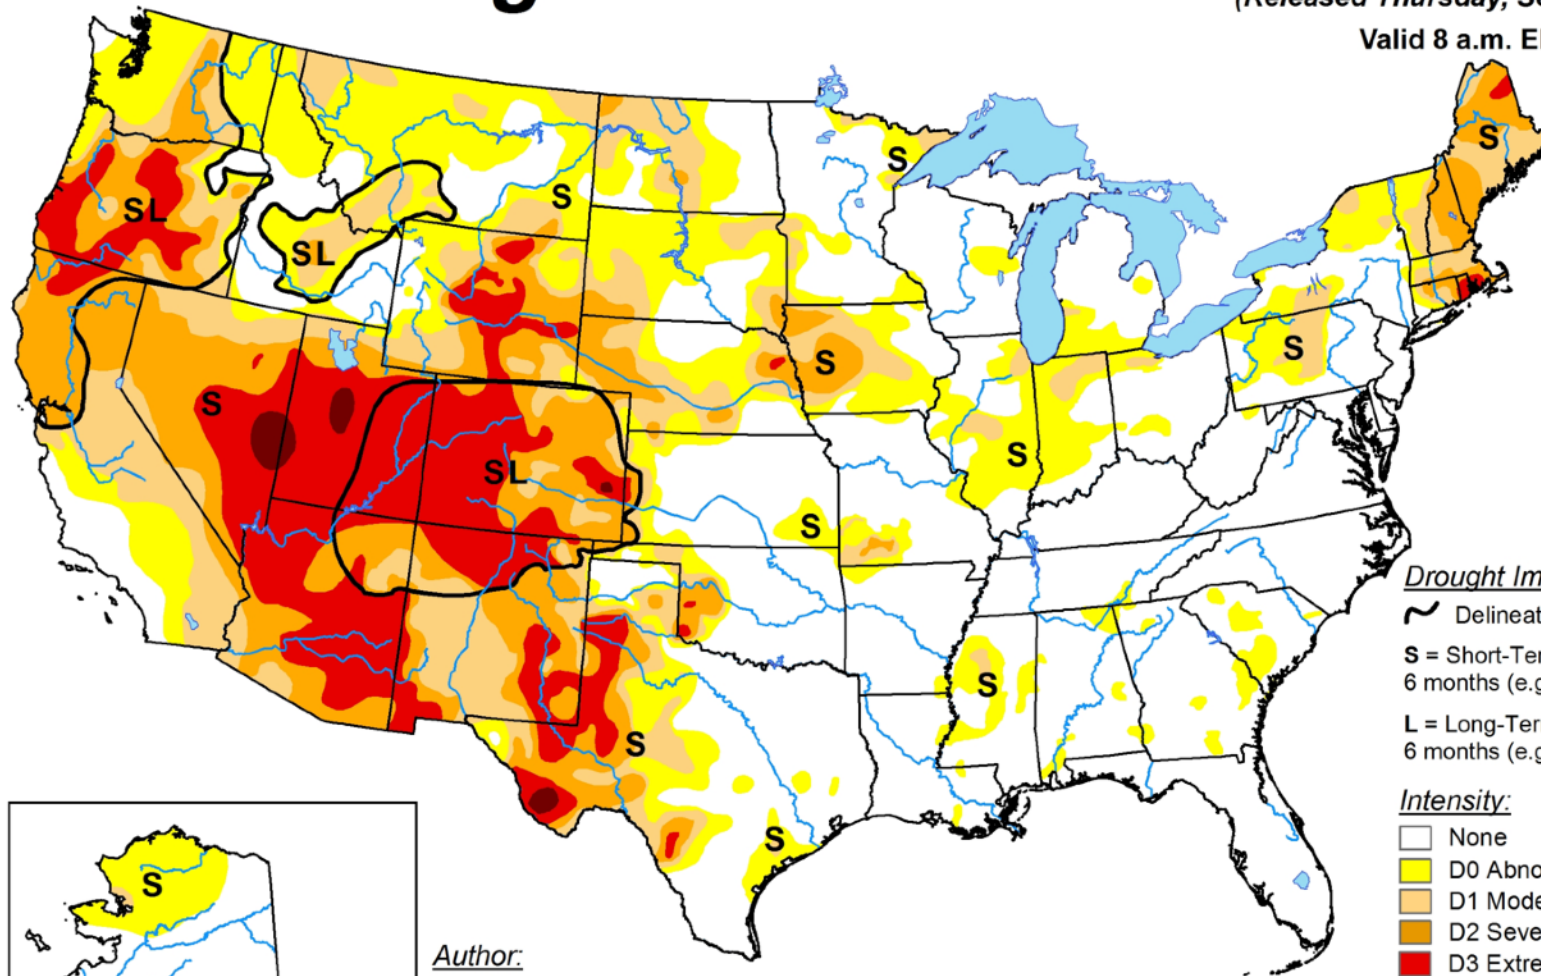 (Released Thursday, Se
Valid 8 a.m. E
S
S
S
SL
SL
S
S
S
S
SL
S
S
S
S
S
S
Author:
Drought Im
Delineat
S = Short-Ter
6 months (e.g
L = Long-Ter
6 months (e.g
Intensity:
None
D0 Abno
D1 Mode
D2 Seve
D3 Extre